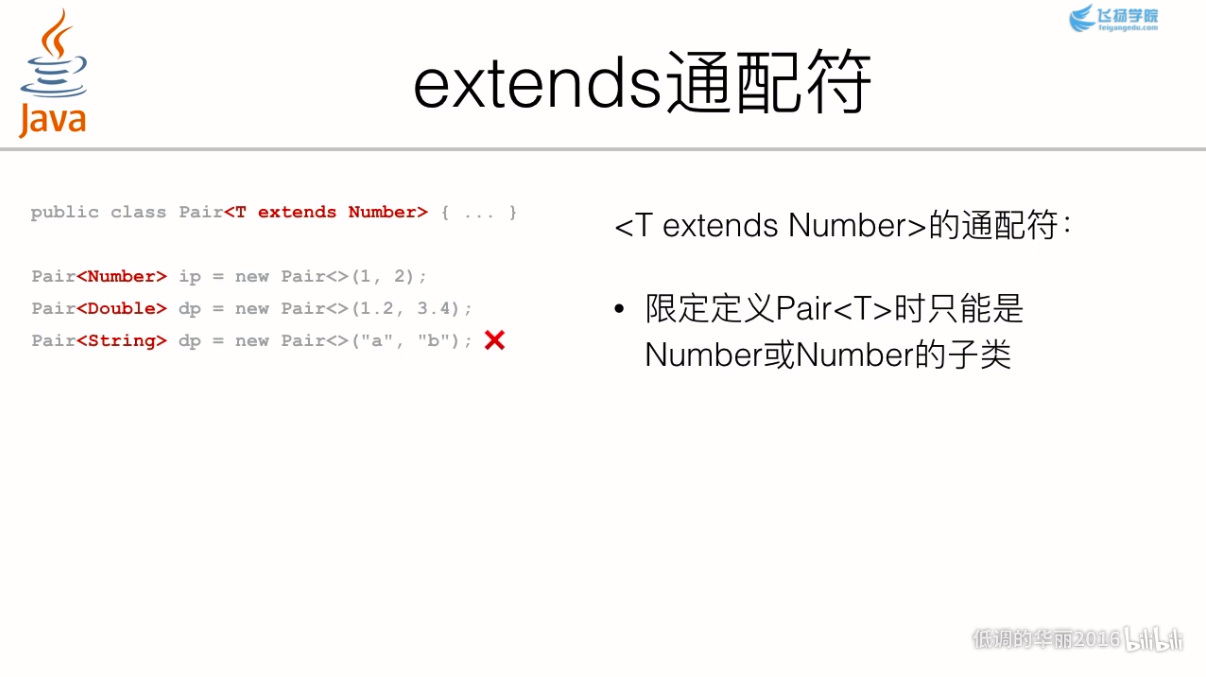 Java
飞扬学院
feiyangedu.com
extends通配符
public class Pair<T extends Number> { ... }
Pair<Number> ip = new Pair<>(1, 2);
Pair<Double> dp = new Pair<>(1.2, 3.4);
Pair<String> dp = new Pair<>("a", "b");
<T extends Number>的通配符：
• 限定定义Pair<T>时只能是
Number或Number的子类
低调的华丽2016 bilibili